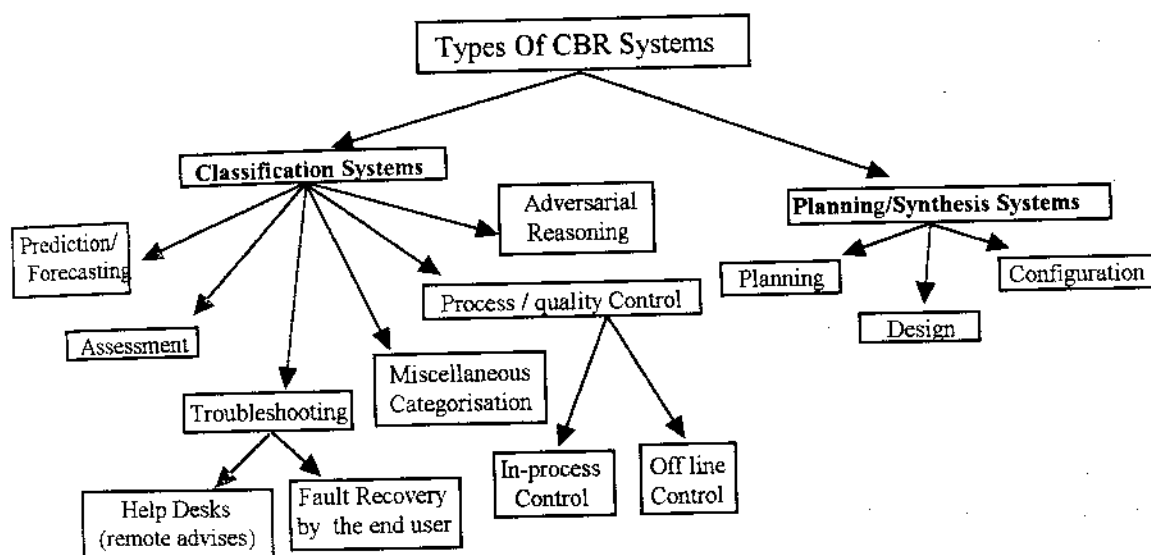 Types Of CBR Systems
Classification Systems
Planning/Synthesis Systems
Prediction/
Forecasting
Assessment
Troubleshooting
Help Desks
(remote advises)
Fault Recovery
by the end user
Miscellaneous
Categorisation
Process / quality Control
In-process
Control
Off line
Control
Adversarial
Reasoning
Planning
Design
Configuration